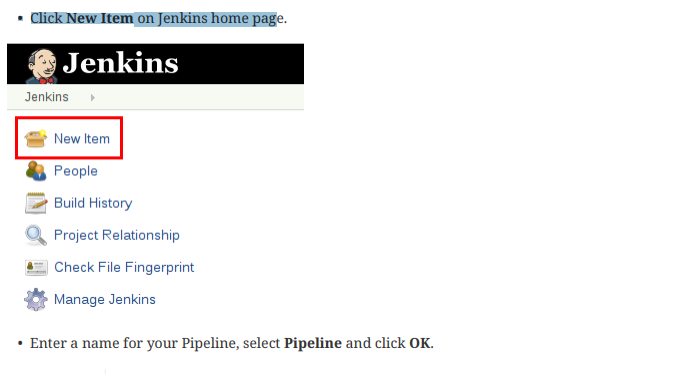 • Click New Item on Jenkins home page.
Jenkins
Jenkins
New Item
People
Build History
Project Relationship
Check File Fingerprint
Manage Jenkins
• Enter a name for your Pipeline, select Pipeline and click OK.